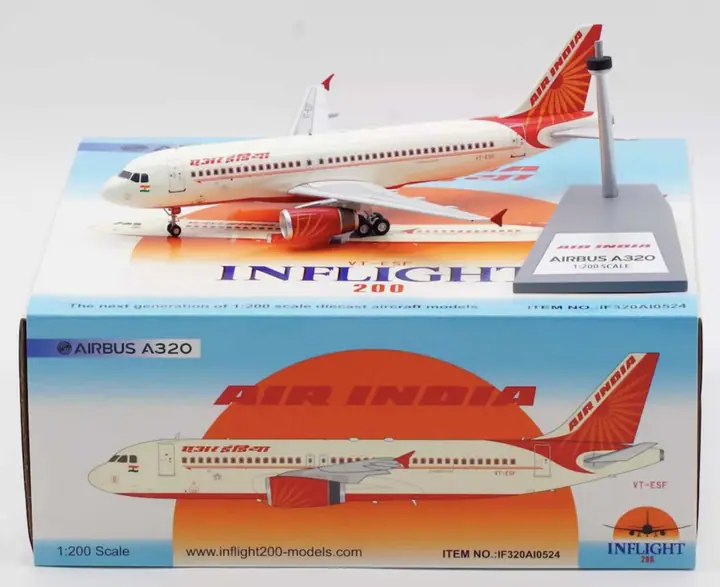 AIR INDIA
एअर इंडिया
VT-ESF
AIR INDIA
AIRBUS A320
1:200 SCALE
VT-ESF
INFLIGHT
200
The next generation of 1:200 scale diecast aircraft models
ITEM NO.:IF320AI0524
AIRBUS A320
AIR INDIA
AIR INDIA
एअर इंडिया
VT-ESF
VT-ESF
1:200 Scale
www.inflight200-models.com
ITEM NO.:IF320AI0524
INFLIGHT
200